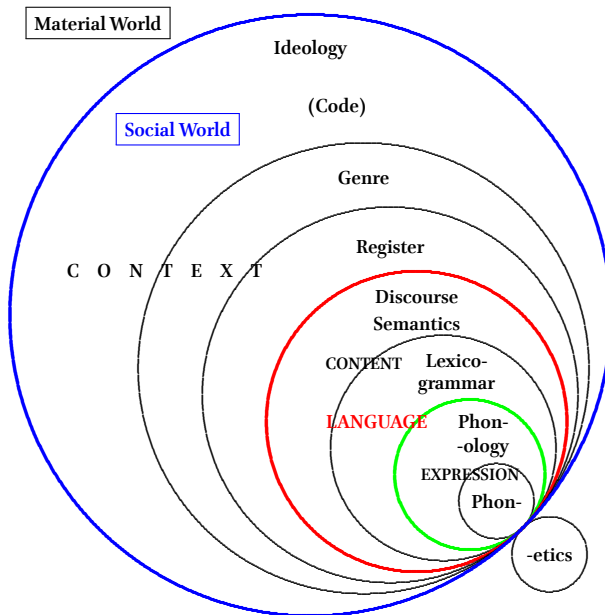 Material World
Ideology
(Code)
Social World
Genre
Register
C O N T E X T
Discourse
Semantics
CONTENT
Lexico-
grammar
LANGUAGE
Phon-
-ology
EXPRESSION
Phon-
-etics